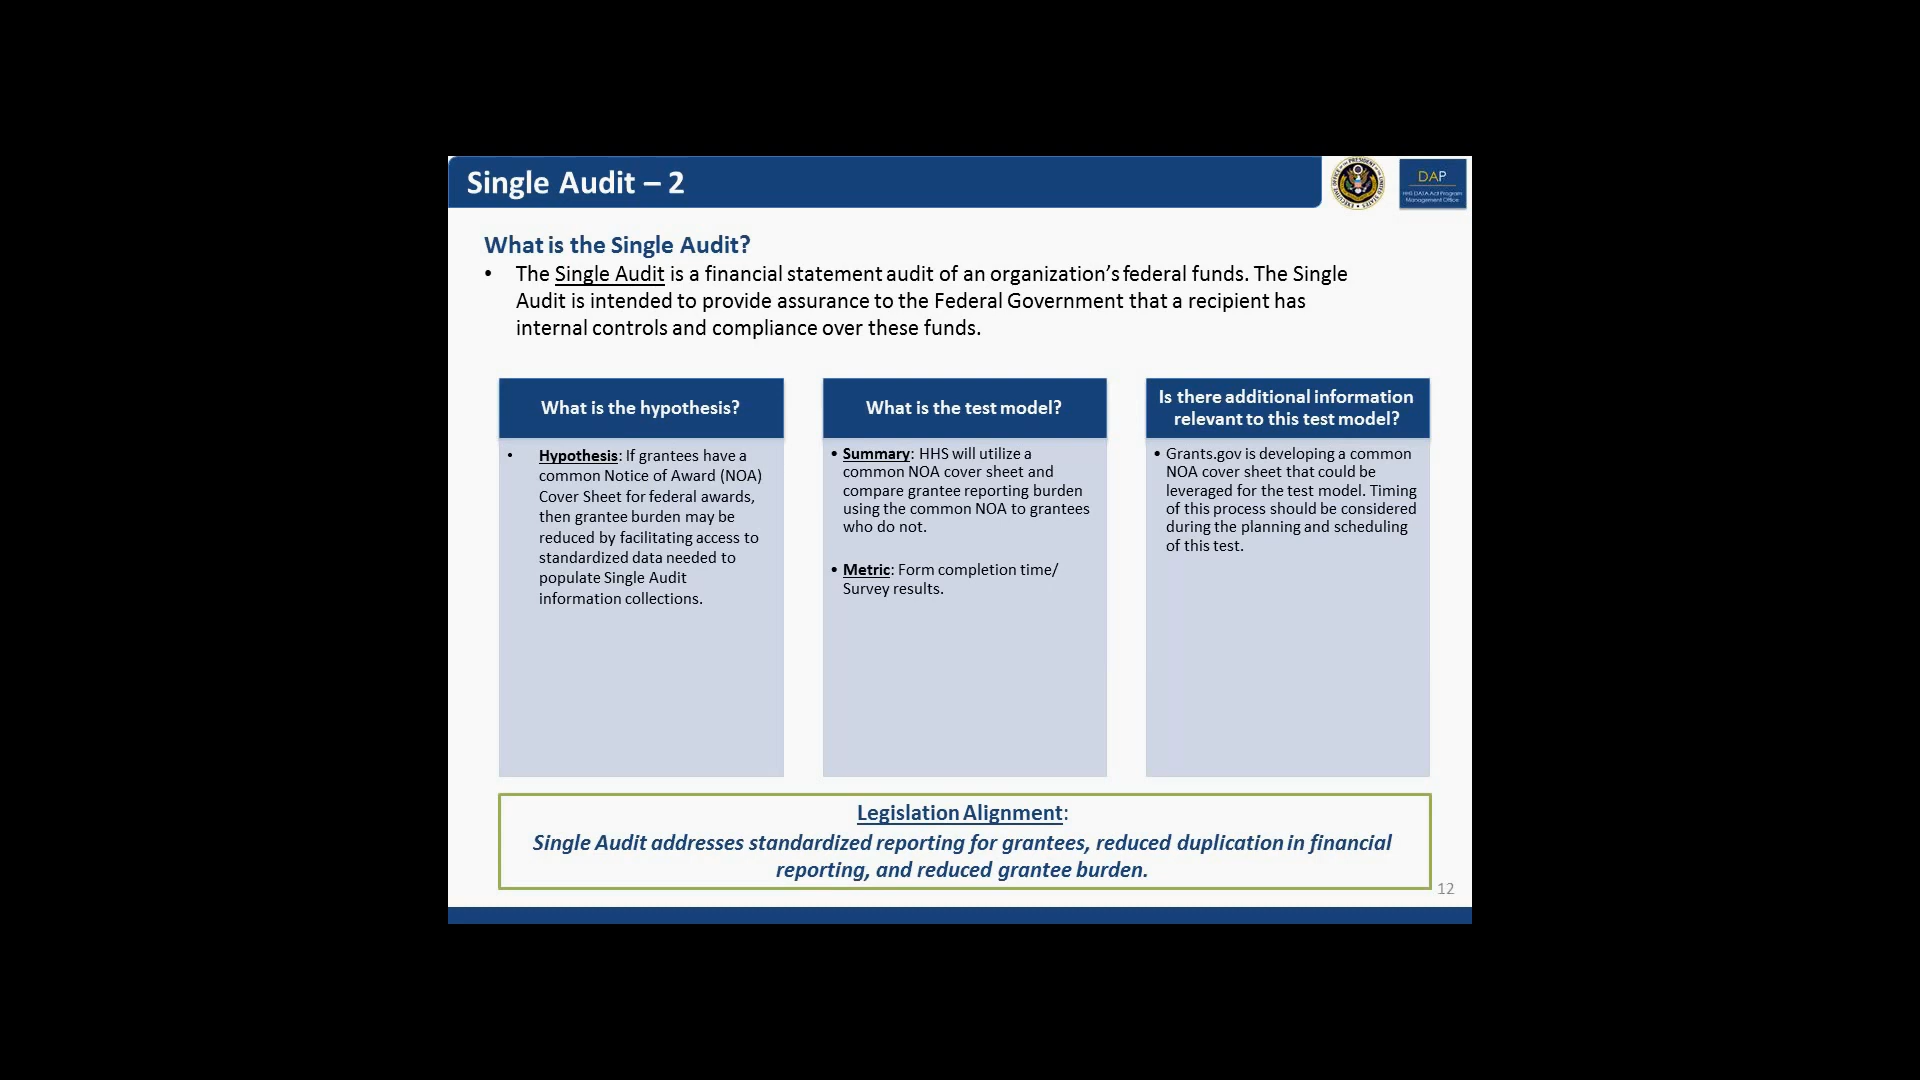 Single Audit – 2
DAP
HHS DATA Act Program
Management Office
What is the Single Audit?
• The Single Audit is a financial statement audit of an organization’s federal funds. The Single
Audit is intended to provide assurance to the Federal Government that a recipient has
internal controls and compliance over these funds.
What is the hypothesis?
• Hypothesis: If grantees have a
common Notice of Award (NOA)
Cover Sheet for federal awards,
then grantee burden may be
reduced by facilitating access to
standardized data needed to
populate Single Audit
information collections.
What is the test model?
• Summary: HHS will utilize a
common NOA cover sheet and
compare grantee reporting burden
using the common NOA to grantees
who do not.
• Metric: Form completion time/
Survey results.
Is there additional information
relevant to this test model?
• Grants.gov is developing a common
NOA cover sheet that could be
leveraged for the test model. Timing
of this process should be considered
during the planning and scheduling
of this test.
Legislation Alignment:
Single Audit addresses standardized reporting for grantees, reduced duplication in financial
reporting, and reduced grantee burden.
12